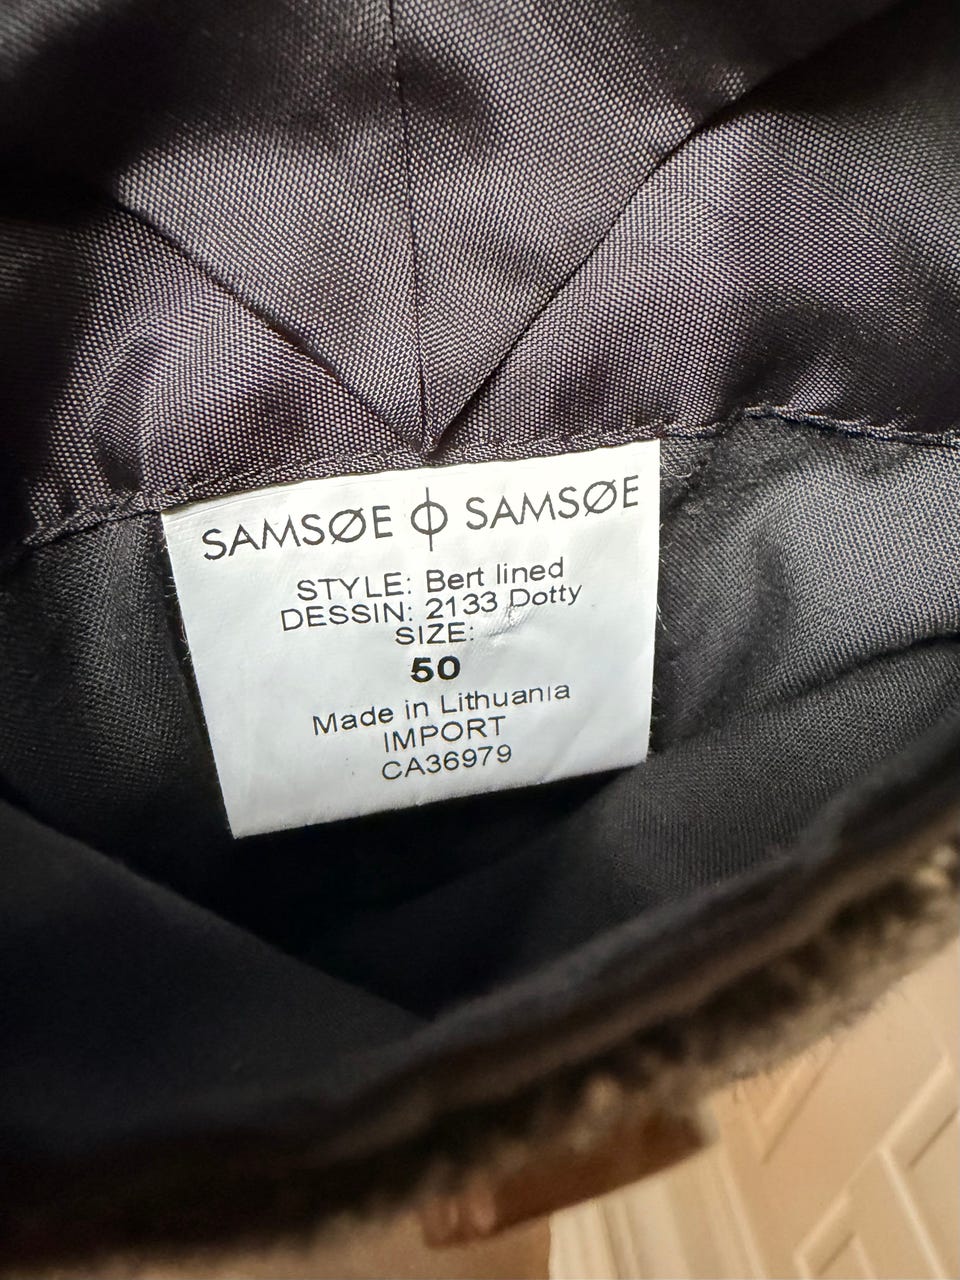 SAMSØE ϕ SAMSØE
STYLE: Bert lined
DESSIN: 2133 Dotty
SIZE:
50
Made in Lithuania
IMPORT
CA36979